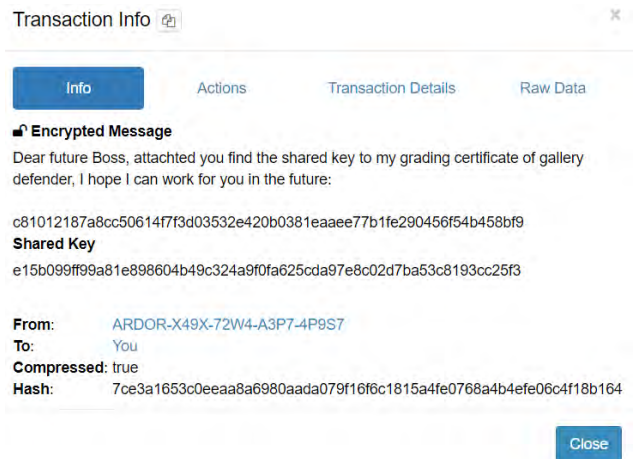 Transaction Info
×
Info Actions Transaction Details Raw Data
Encrypted Message
Dear future Boss, attachted you find the shared key to my grading certificate of gallery
defender, I hope I can work for you in the future:
c81012187a8cc50614f7f3d03532e420b0381eaaee77b1fe290456f54b458bf9
Shared Key
e15b099ff99a81e898604b49c324a9f0fa625cda97e8c02d7ba53c8193cc25f3
From: ARDOR-X49X-72W4-A3P7-4P9S7
To: You
Compressed: true
Hash: 7ce3a1653c0eeaa8a6980aada079f16f6c1815a4fe0768a4b4efe06c4f18b164
Close